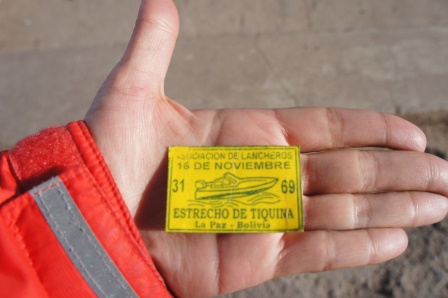 ASOCIACION DE LANCHEROS
16 DE NOVIEMBRE
31 69
ESTRECHO DE TIQUINA
La Paz - Bolivia